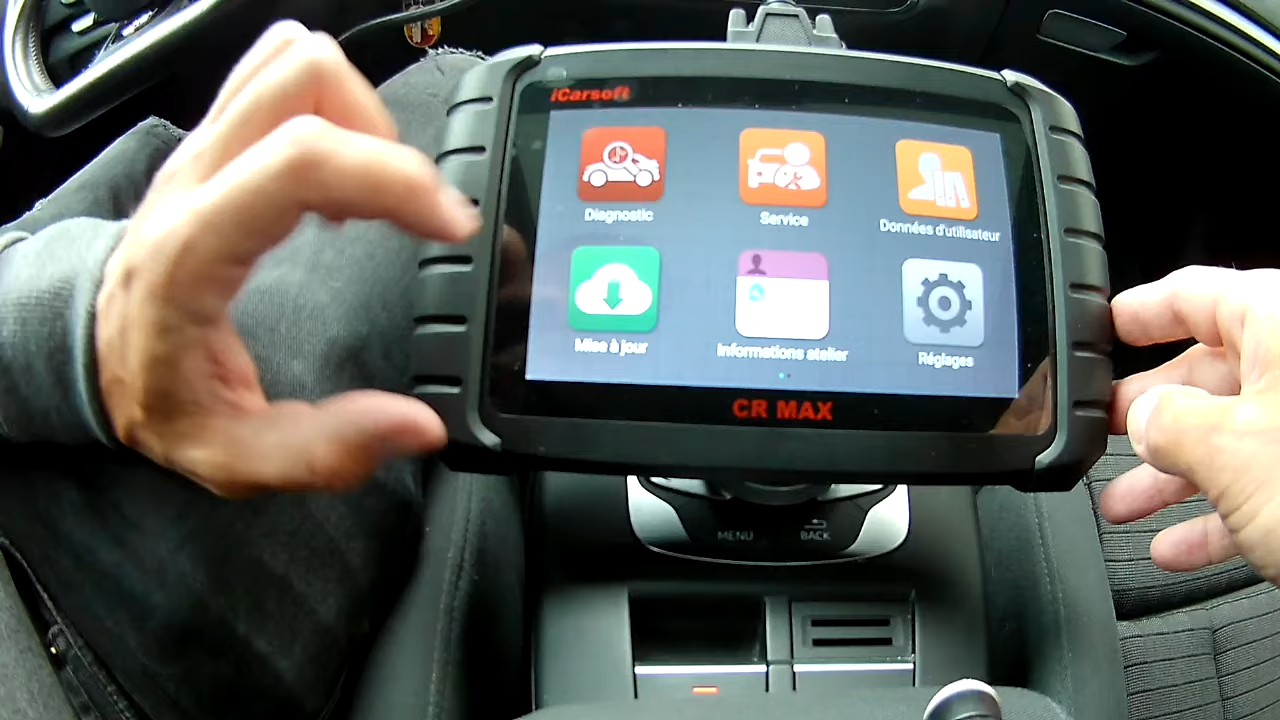 iCarsoft
Diagnostic
Service
Données d'utilisateur
Mise à jour
Informations atelier
Réglages
CR MAX
MENU
BACK